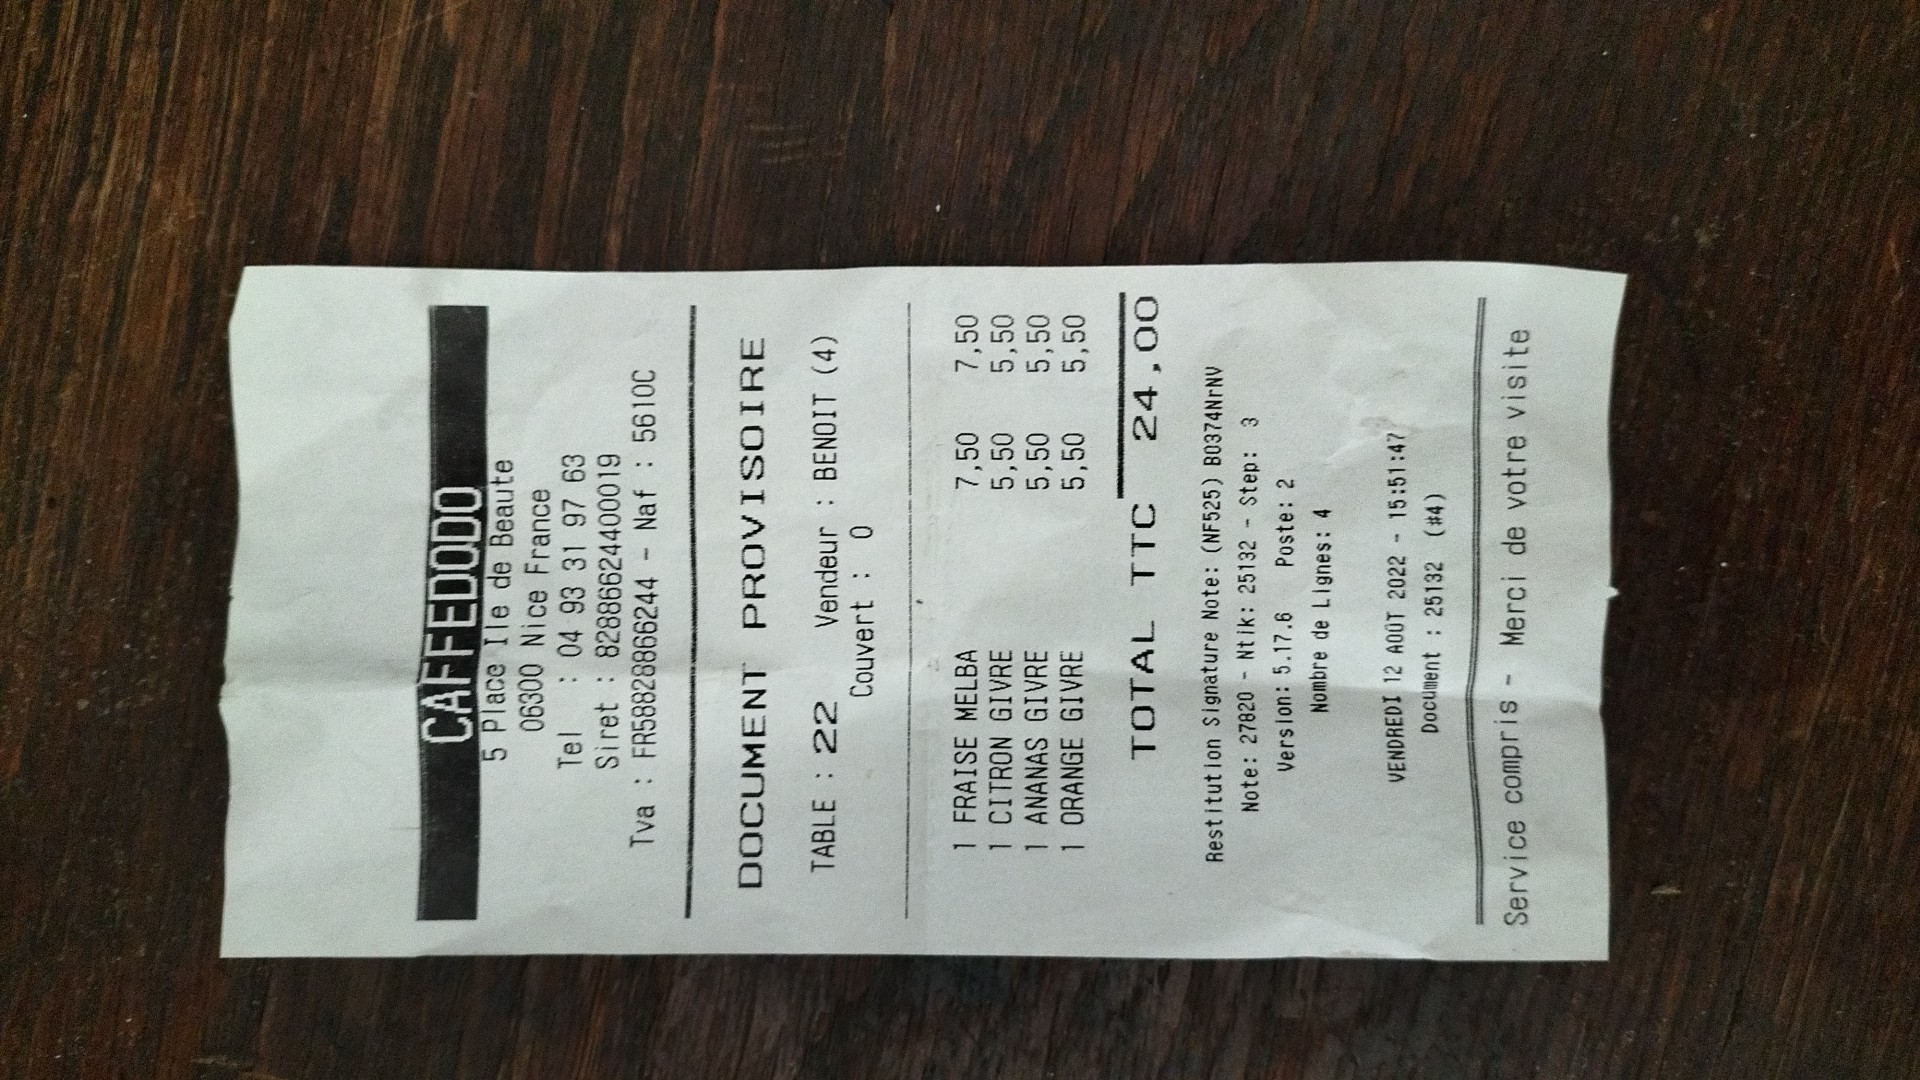 CAFFEDODO
5 Place Ile de Beaute
06300 Nice France
Tel : 04 93 31 97 63
Siret : 82886624400019
Tva : FR58828866244 - Naf : 5610C
DOCUMENT PROVISOIRE
TABLE : 22 Vendeur : BENOIT (4)
Couvert : 0
1 FRAISE MELBA 7,50 7,50
1 CITRON GIVRE 5,50 5,50
1 ANANAS GIVRE 5,50 5,50
1 ORANGE GIVRE 5,50 5,50
TOTAL TTC 24,00
Restitution Signature Note: (NF525) B0374NrNV
Note: 27820 - Ntik: 25132 - Step: 3
Version: 5.17.6 Poste: 2
Nombre de Lignes: 4
VENDREDI 12 AOÛT 2022 - 15:51:47
Document : 25132 (#4)
Service compris - Merci de votre visite